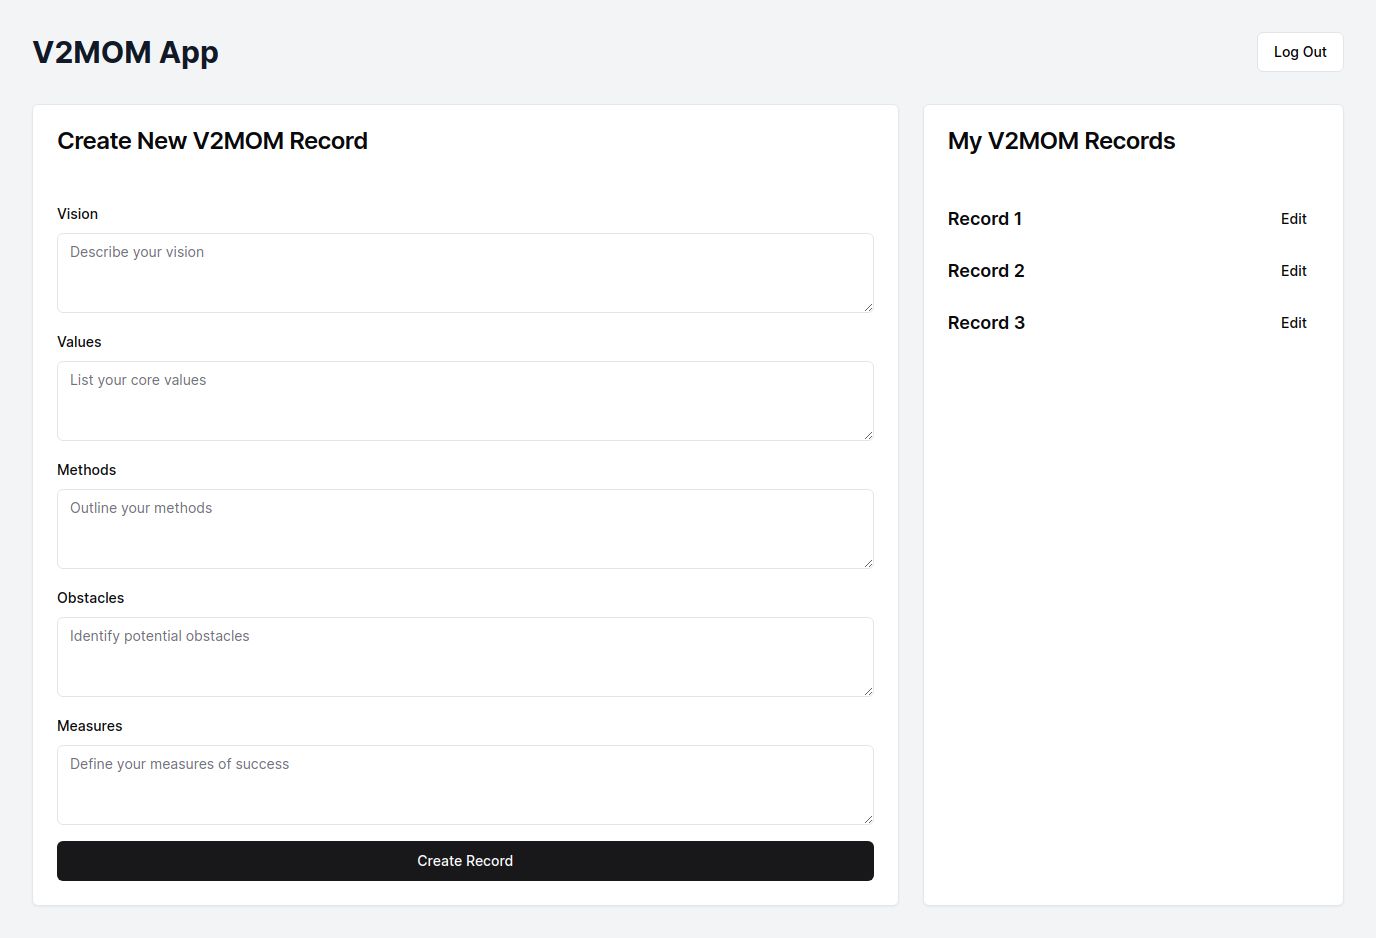 V2MOM App
Log Out
Create New V2MOM Record
Vision
Describe your vision
Values
List your core values
Methods
Outline your methods
Obstacles
Identify potential obstacles
Measures
Define your measures of success
Create Record
My V2MOM Records
Record 1 Edit
Record 2 Edit
Record 3 Edit